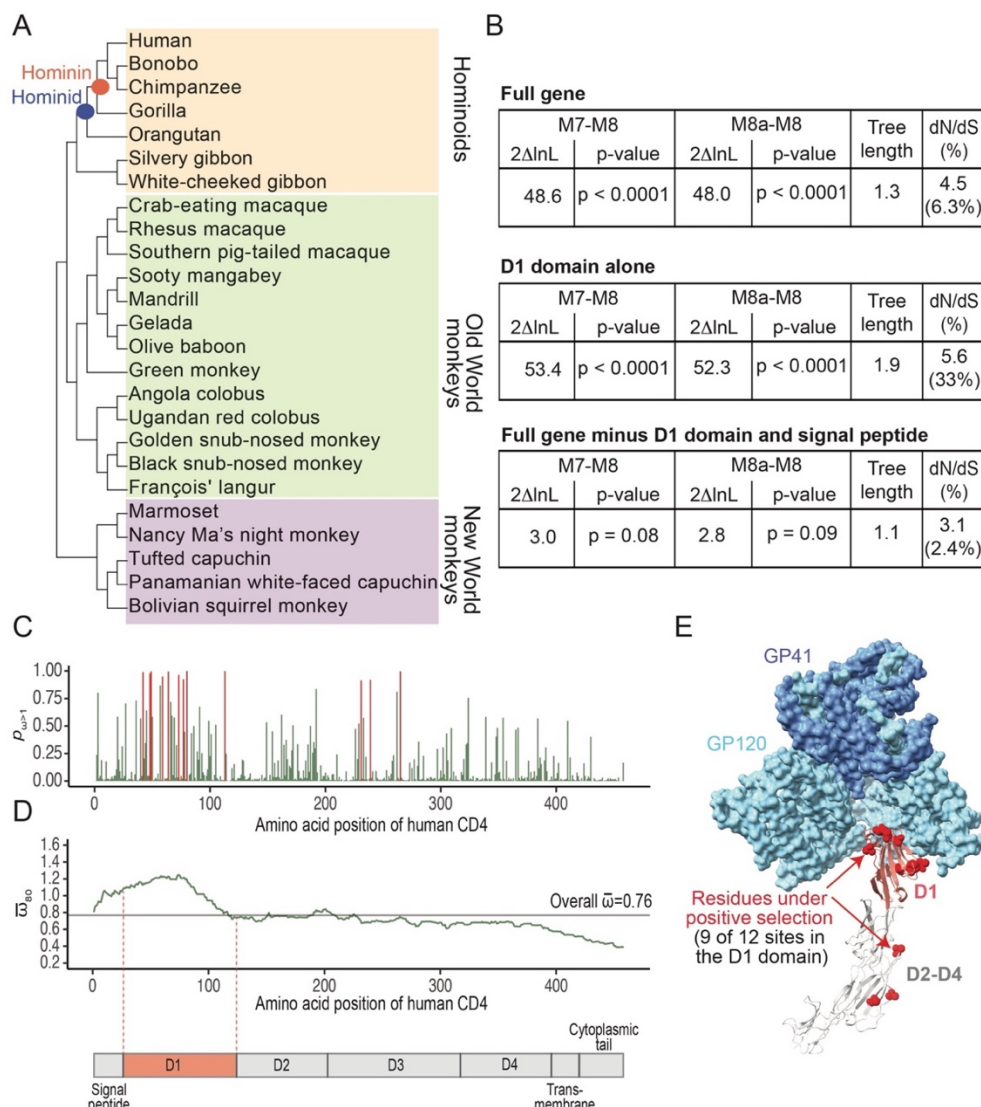 A
Human
Bonobo
Hominin
Chimpanzee
Hominid
Gorilla
Orangutan
Silvery gibbon
White-cheeked gibbon
Hominoids
Crab-eating macaque
Rhesus macaque
Southern pig-tailed macaque
Sooty mangabey
Mandrill
Gelada
Olive baboon
Green monkey
Angola colobus
Ugandan red colobus
Golden snub-nosed monkey
Black snub-nosed monkey
François' langur
Old World
monkeys
Marmoset
Nancy Ma's night monkey
Tufted capuchin
Panamanian white-faced capuchin
Bolivian squirrel monkey
New World
monkeys
B
Full gene
M7-M8 M8a-M8 Tree length dN/dS (%)
2ΔlnL p-value 2ΔlnL p-value
48.6 p < 0.0001 48.0 p < 0.0001 1.3 4.5 (6.3%)
D1 domain alone
M7-M8 M8a-M8 Tree length dN/dS (%)
2ΔlnL p-value 2ΔlnL p-value
53.4 p < 0.0001 52.3 p < 0.0001 1.9 5.6 (33%)
Full gene minus D1 domain and signal peptide
M7-M8 M8a-M8 Tree length dN/dS (%)
2ΔlnL p-value 2ΔlnL p-value
3.0 p = 0.08 2.8 p = 0.09 1.1 3.1 (2.4%)
C
Pω>1
1.00
0.75
0.50
0.25
0.00
0 100 200 300 400
Amino acid position of human CD4
D
ω̅80
1.6
1.4
1.2
1.0
0.8
0.6
0.4
Overall ω̅=0.76
0 100 200 300 400
Amino acid position of human CD4
Cytoplasmic
tail
D1 D2 D3 D4
Signal
peptide
Trans-
membrane
E
GP41
GP120
D1
Residues under
positive selection
(9 of 12 sites in
the D1 domain)
D2-D4